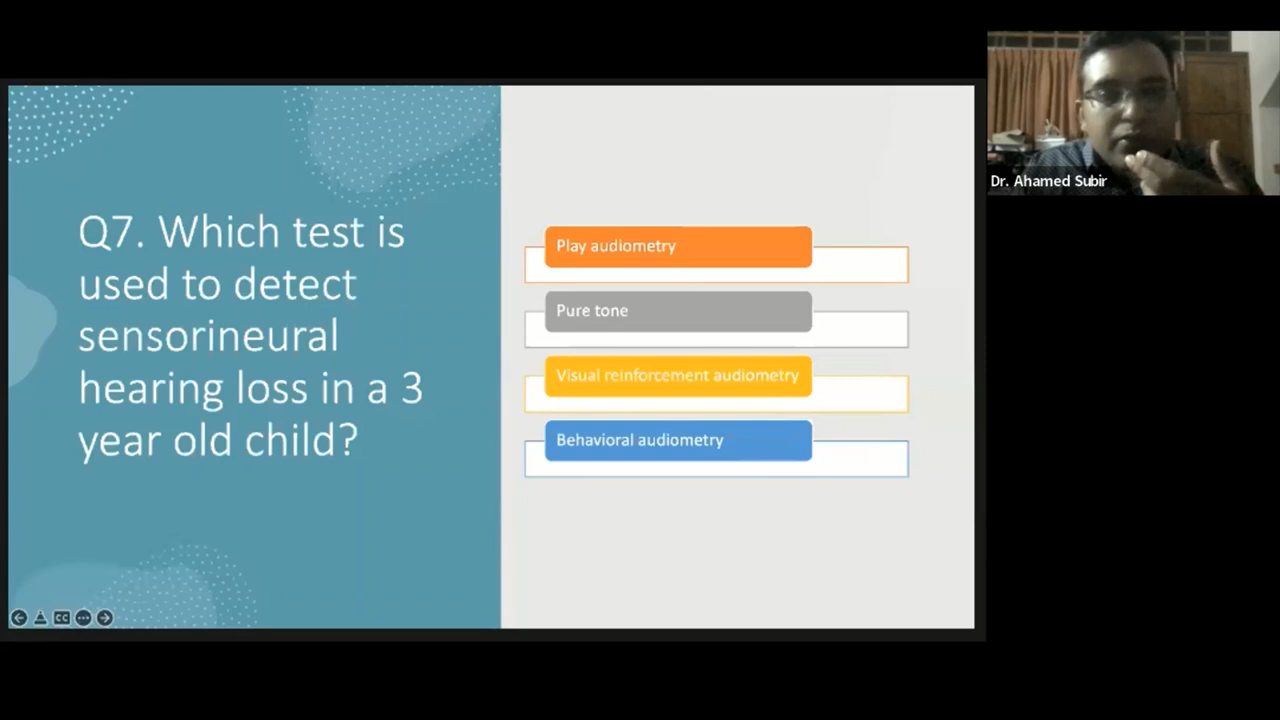 Q7. Which test is
used to detect
sensorineural
hearing loss in a 3
year old child?
Play audiometry
Pure tone
Visual reinforcement audiometry
Behavioral audiometry
Dr. Ahamed Subir
CC